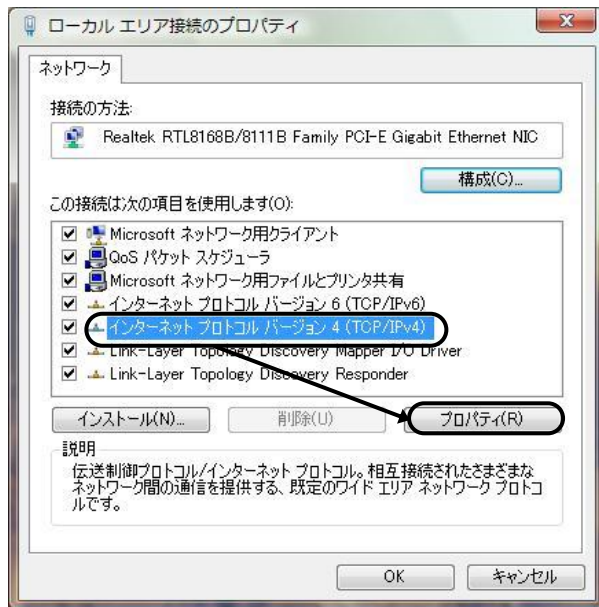 ローカル エリア接続のプロパティ
ネットワーク
接続の方法:
Realtek RTL8168B/8111B Family PCI-E Gigabit Ethernet NIC
構成(C)...
この接続は次の項目を使用します(O):
Microsoft ネットワーク用クライアント
QoS パケット スケジューラ
Microsoft ネットワーク用ファイルとプリンタ共有
インターネット プロトコル バージョン 6 (TCP/IPv6)
インターネット プロトコル バージョン 4 (TCP/IPv4)
Link-Layer Topology Discovery Mapper I/O Driver
Link-Layer Topology Discovery Responder
インストール(N)... 削除(U) プロパティ(R)
説明
伝送制御プロトコル/インターネット プロトコル。相互接続されたさまざまな
ネットワーク間の通信を提供する、既定のワイド エリア ネットワーク プロトコ
ルです。
OK キャンセル